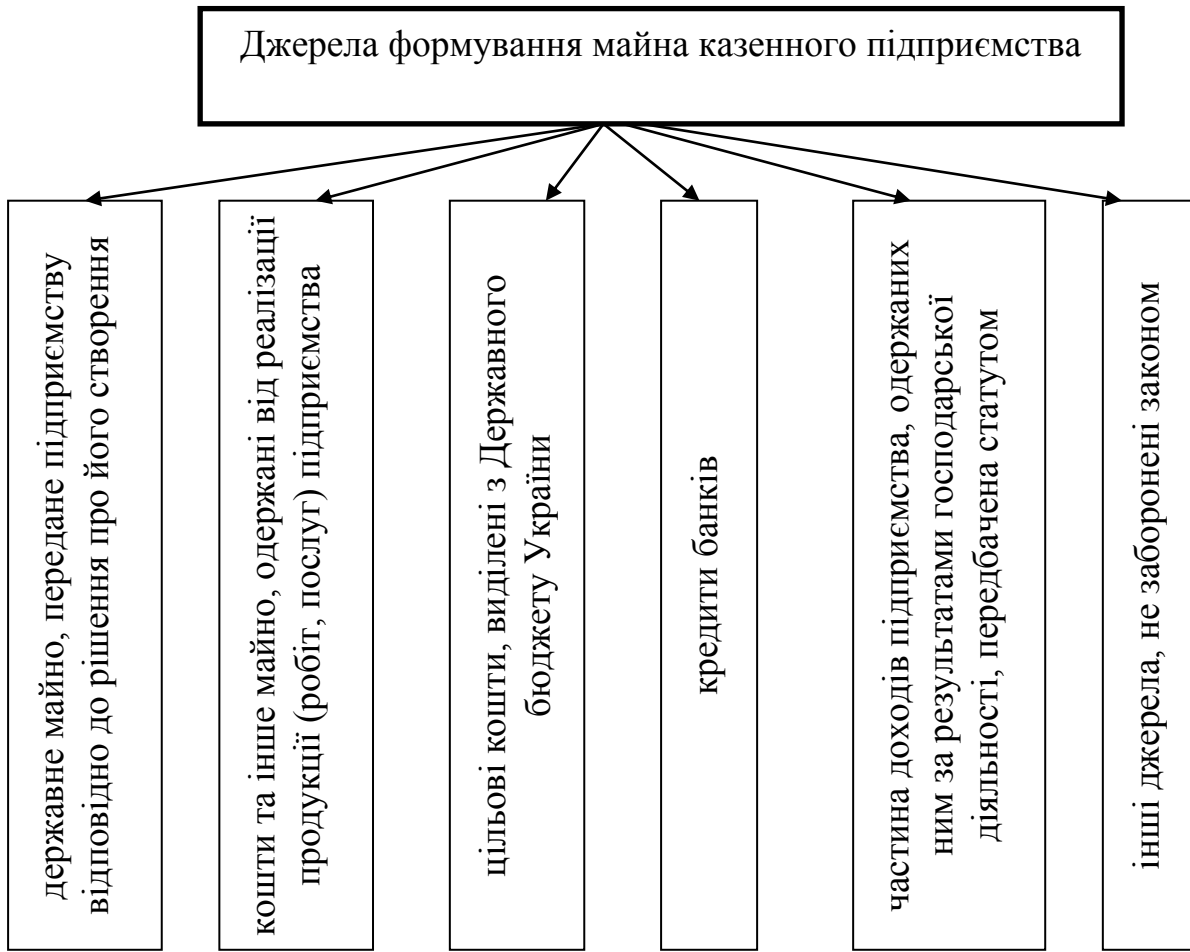 Джерела формування майна казенного підприємства
державне майно, передане підприємству
відповідно до рішення про його створення
кошти та інше майно, одержані від реалізації
продукції (робіт, послуг) підприємства
цільові кошти, виділені з Державного
бюджету України
кредити банків
частина доходів підприємства, одержаних
ним за результатами господарської
діяльності, передбачена статутом
інші джерела, не заборонені законом